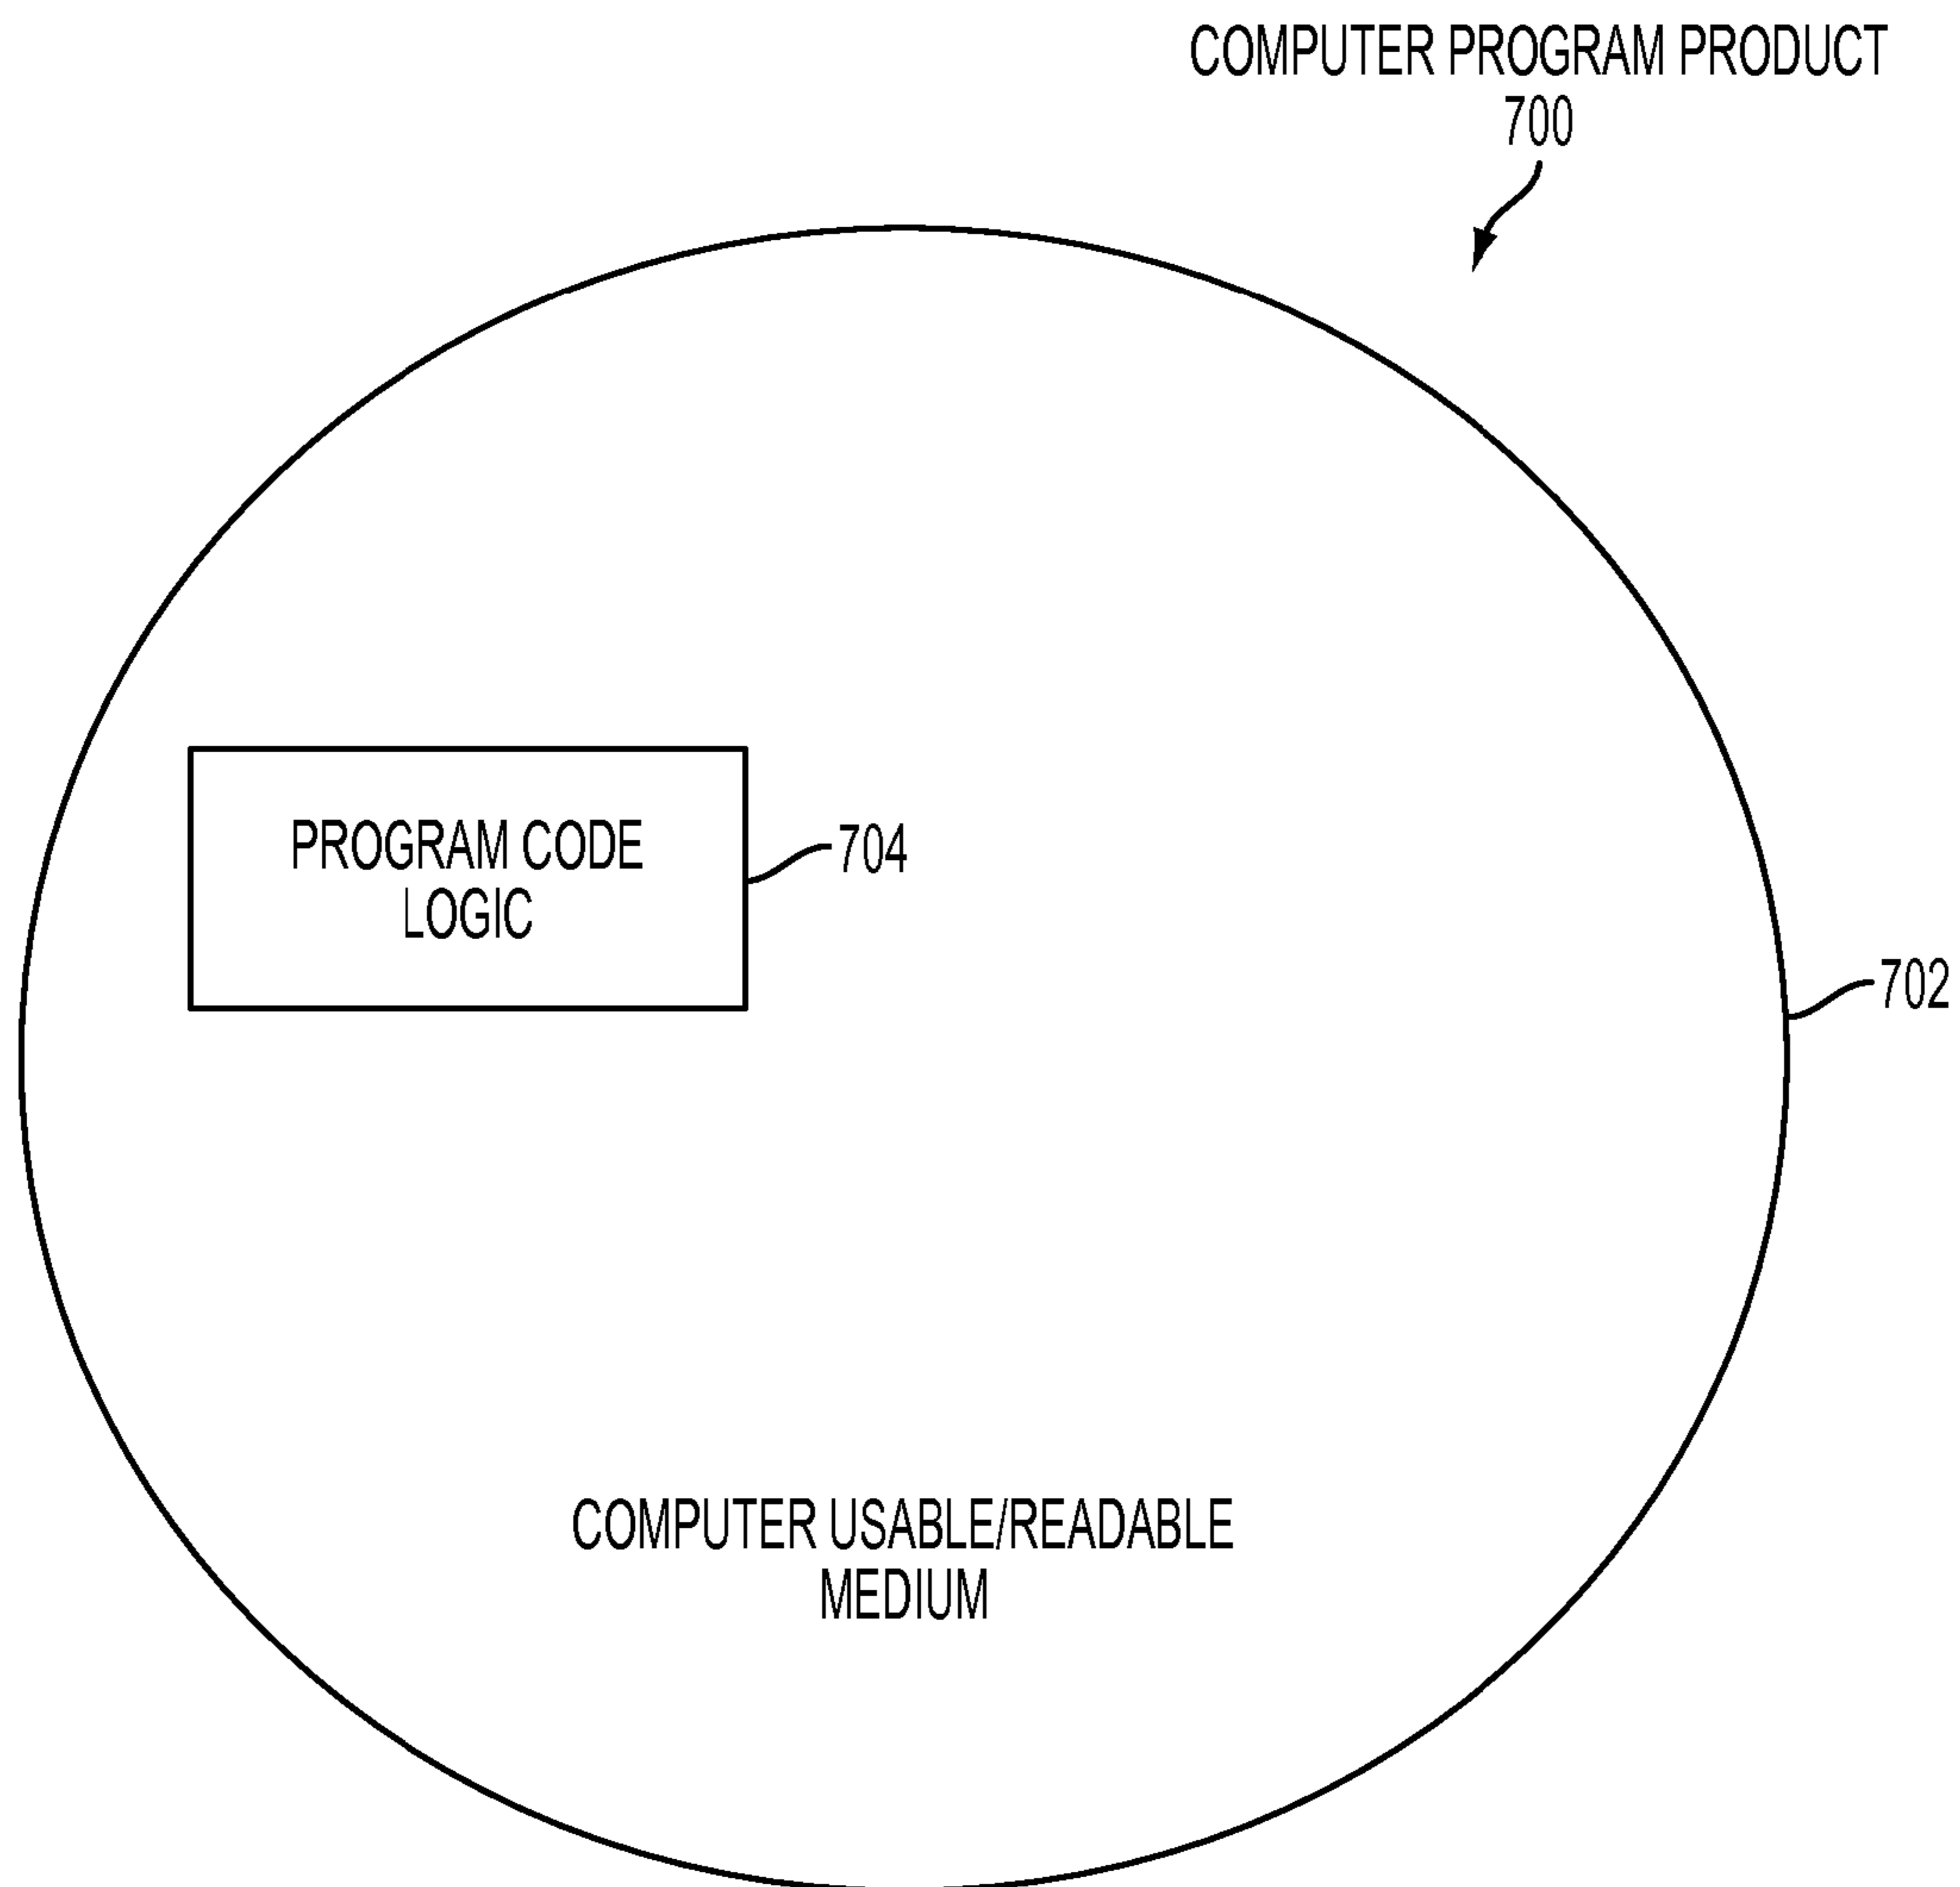 COMPUTER PROGRAM PRODUCT
700
PROGRAM CODE
LOGIC
704
702
COMPUTER USABLE/READABLE
MEDIUM